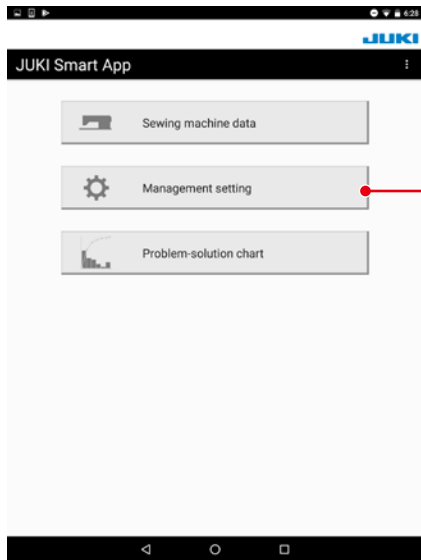 6:28
JUKI
JUKI Smart App
Sewing machine data
Management setting
Problem-solution chart